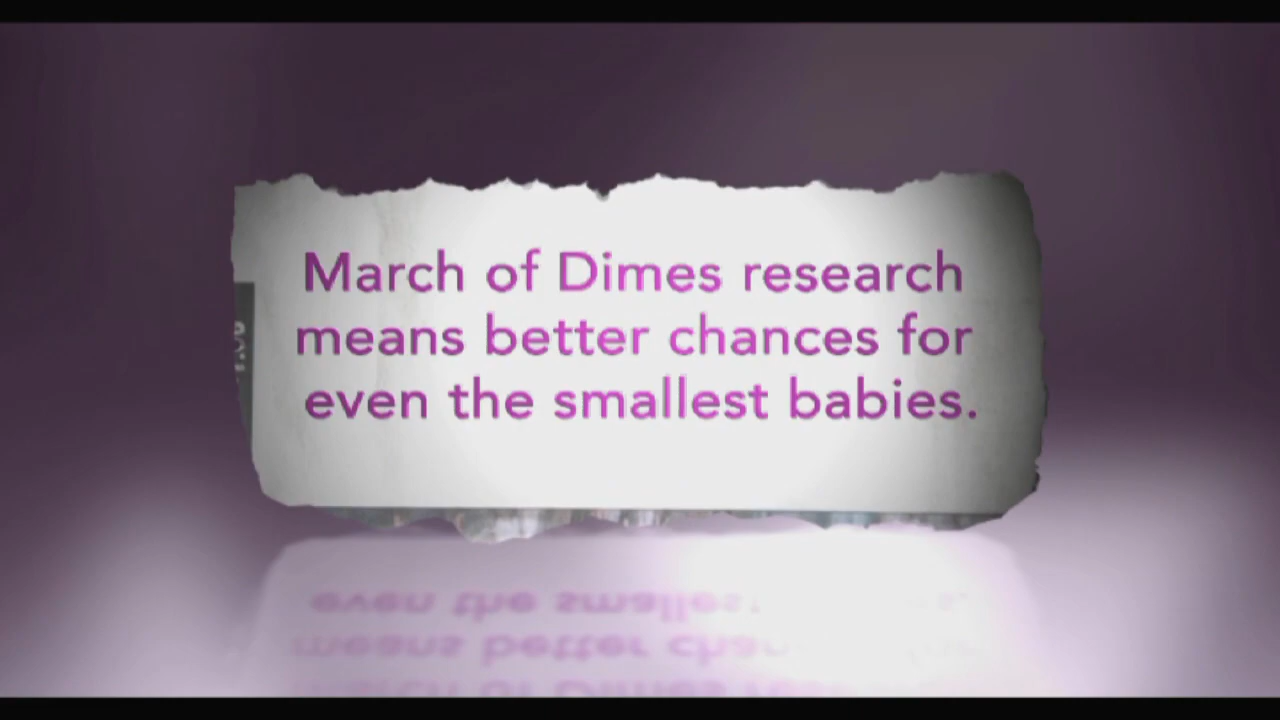 March of Dimes research
means better chances for
even the smallest babies.